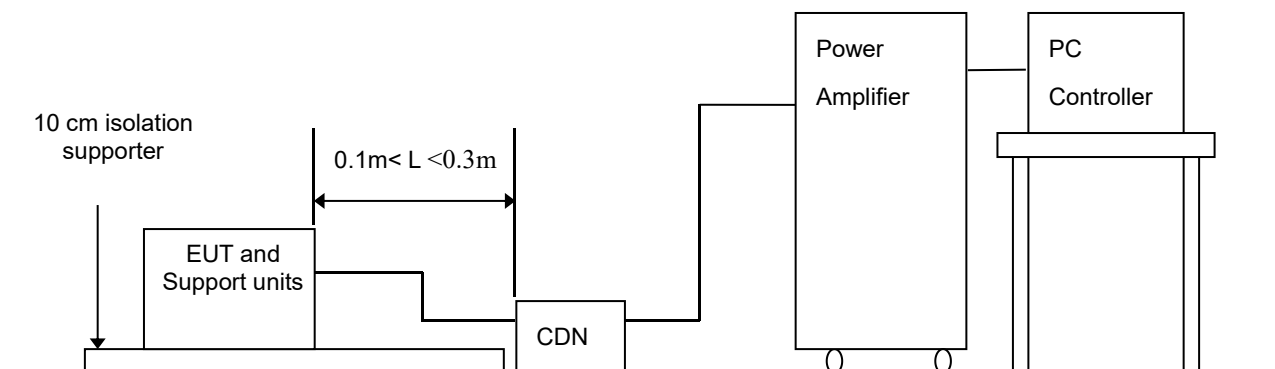 Power
Amplifier
PC
Controller
10 cm isolation
supporter
0.1m< L <0.3m
EUT and
Support units
CDN